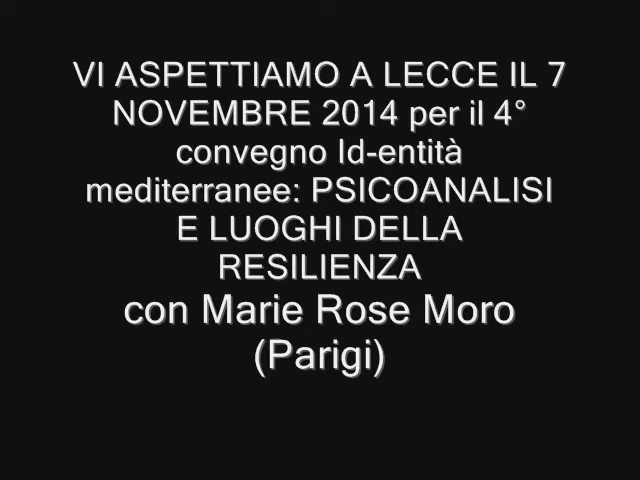 VI ASPETTIAMO A LECCE IL 7
NOVEMBRE 2014 per il 4°
convegno Id-entità
mediterranee: PSICOANALISI
E LUOGHI DELLA
RESILIENZA
con Marie Rose Moro
(Parigi)